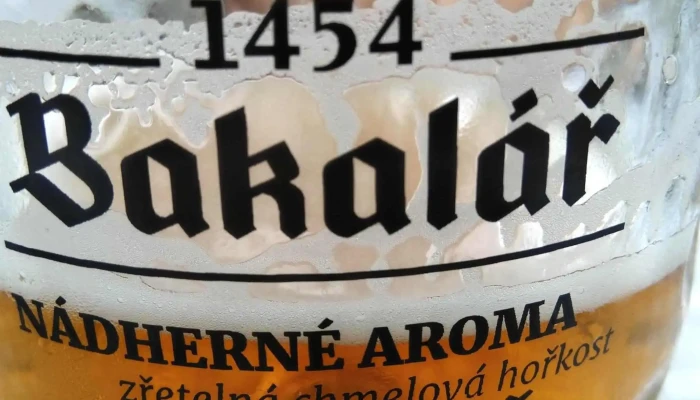 1454
Bakalář
NÁDHERNÉ AROMA
zřetelná chmelová hořkost